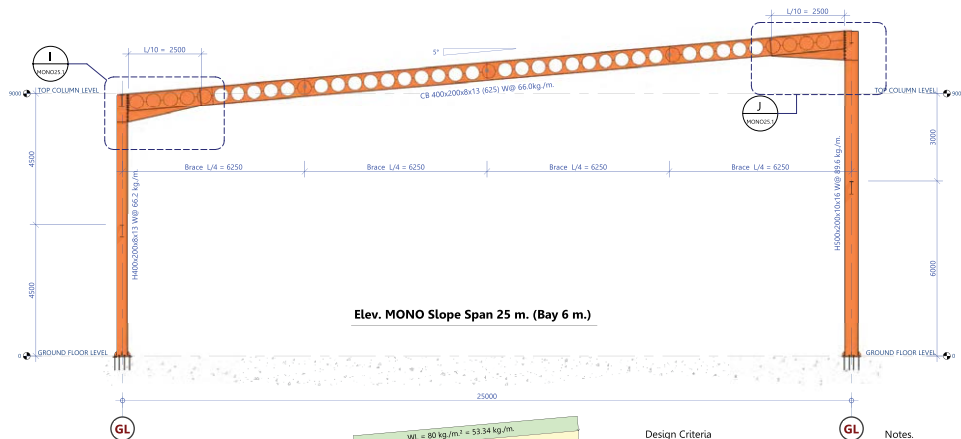 L/10 = 2500
L/10 = 2500
I
MONO25.1
5°
9000
TOP COLUMN LEVEL
CB 400x200x8x13 (625) W@ 66.0kg./m.
TOP COLUMN LEVEL
90
J
MONO25.1
4500
3000
Brace L/4 = 6250
Brace L/4 = 6250
Brace L/4 = 6250
Brace L/4 = 6250
H400x200x8x13 W@ 66.2 kg./m.
H500x200x10x16 W@ 89.6 kg./m.
4500
6000
Elev. MONO Slope Span 25 m. (Bay 6 m.)
0
GROUND FLOOR LEVEL
GROUND FLOOR LEVEL
0
25000
GL
GL
WL = 80 kg./m.² = 53.34 kg./m.
Design Criteria
Notes.